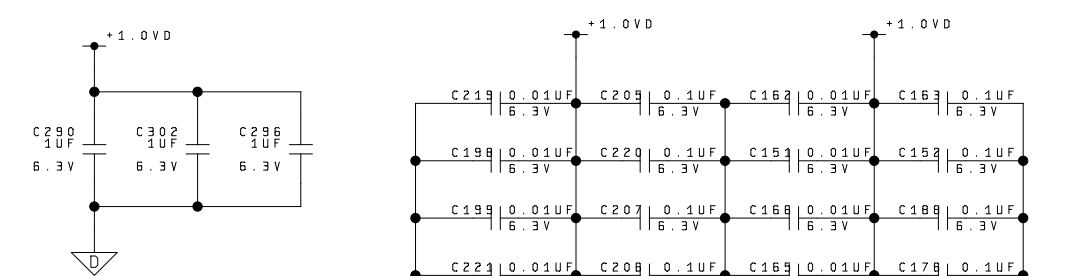 +1.0VD
+1.0VD
+1.0VD
C219 0.01UF C205 0.1UF C162 0.01UF C163 0.1UF
6.3V 6.3V 6.3V 6.3V
C290 C302 C296
1UF 1UF 1UF
6.3V 6.3V 6.3V
C198 0.01UF C220 0.1UF C151 0.01UF C152 0.1UF
6.3V 6.3V 6.3V 6.3V
C199 0.01UF C207 0.1UF C168 0.01UF C188 0.1UF
6.3V 6.3V 6.3V 6.3V
D
C221 0.01UF C208 0.1UF C165 0.01UF C178 0.1UF